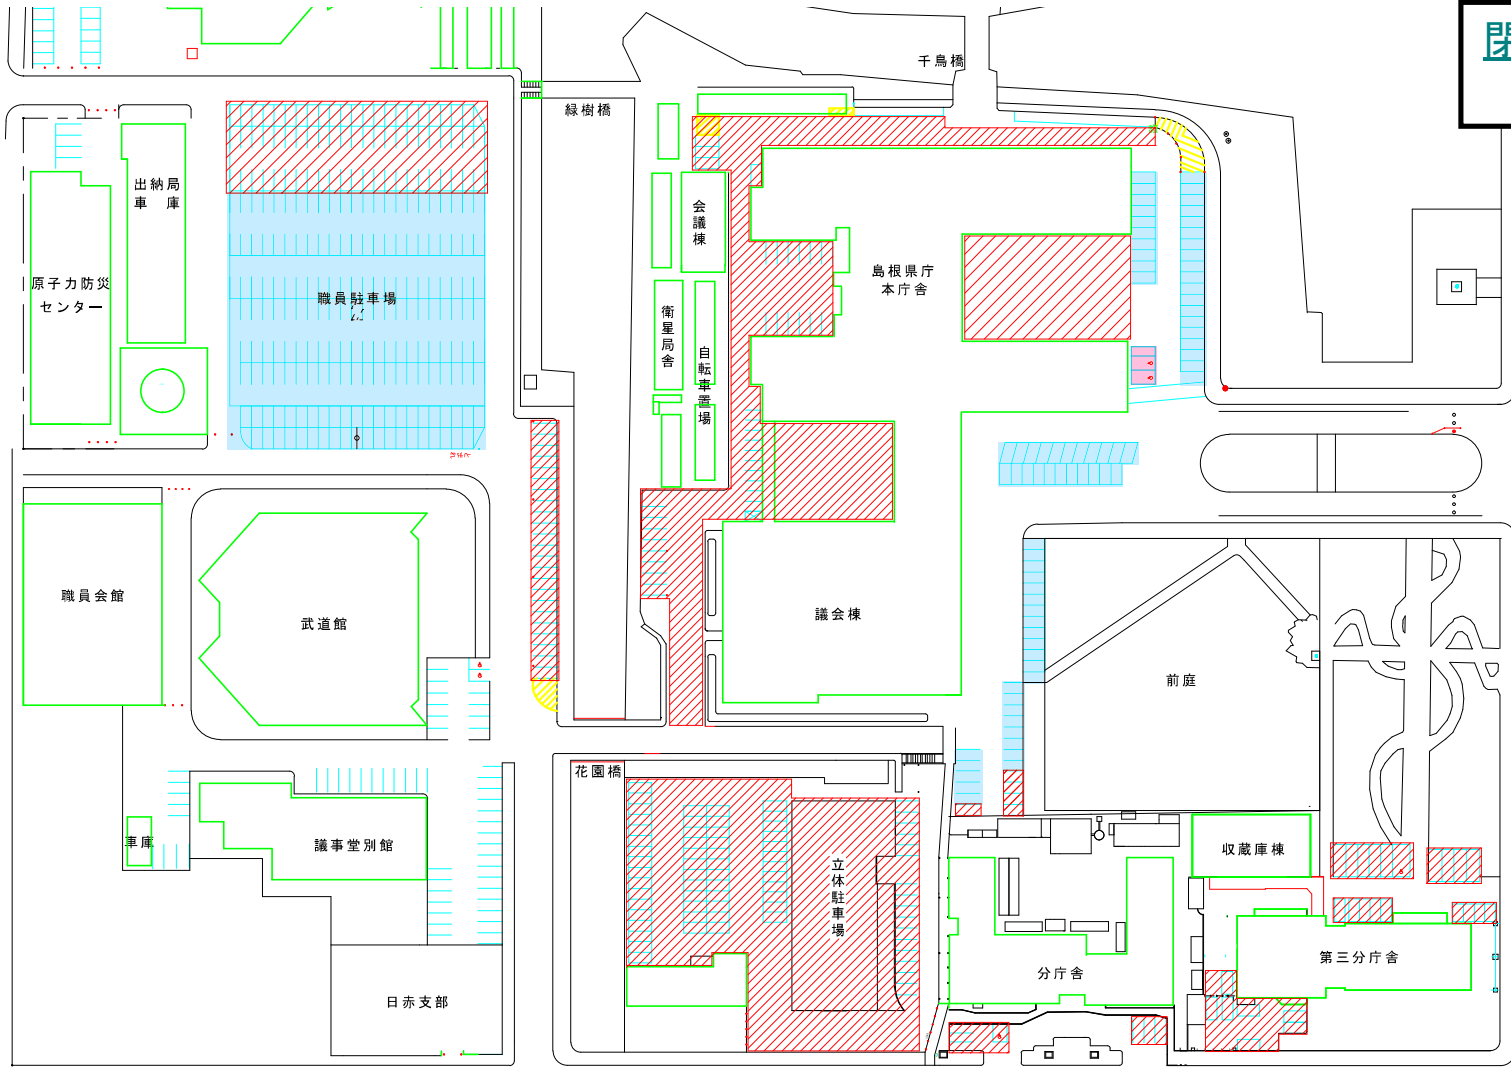 閉
千鳥橋
緑樹橋
出納局
車 庫
会議棟
原子力防災
センター
職員駐車場
島根県庁
本庁舎
衛星局舎
自転車置場
職員会館
武道館
議会棟
前庭
花園橋
車庫
議事堂別館
立体駐車場
収蔵庫棟
分庁舎
第三分庁舎
日赤支部